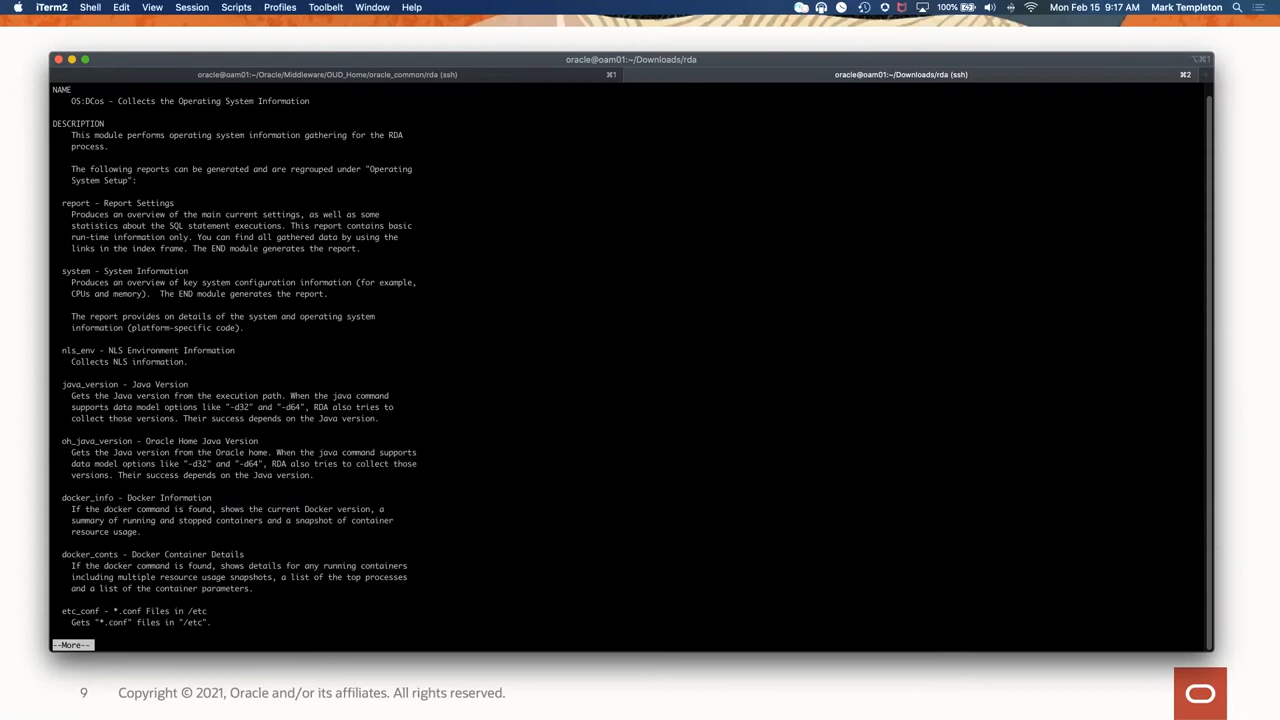 iTerm2 Shell Edit View Session Scripts Profiles Toolbelt Window Help 100% Mon Feb 15 9:17 AM Mark Templeton
oracle@oam01:~/Downloads/rda
oracle@oam01:~/Oracle/Middleware/OUD_Home/oracle_common/rda (ssh) ⌘1 oracle@oam01:~/Downloads/rda (ssh) ⌘2
NAME
OS:DCos - Collects the Operating System Information
DESCRIPTION
This module performs operating system information gathering for the RDA
process.
The following reports can be generated and are regrouped under "Operating
System Setup":
report - Report Settings
Produces an overview of the main current settings, as well as some
statistics about the SQL statement executions. This report contains basic
run-time information only. You can find all gathered data by using the
links in the index frame. The END module generates the report.
system - System Information
Produces an overview of key system configuration information (for example,
CPUs and memory).  The END module generates the report.
The report provides on details of the system and operating system
information (platform-specific code).
nls_env - NLS Environment Information
Collects NLS information.
java_version - Java Version
Gets the Java version from the execution path. When the java command
supports data model options like "-d32" and "-d64", RDA also tries to
collect those versions. Their success depends on the Java version.
oh_java_version - Oracle Home Java Version
Gets the Java version from the Oracle home. When the java command supports
data model options like "-d32" and "-d64", RDA also tries to collect those
versions. Their success depends on the Java version.
docker_info - Docker Information
If the docker command is found, shows the current Docker version, a
summary of running and stopped containers and a snapshot of container
resource usage.
docker_conts - Docker Container Details
If the docker command is found, shows details for any running containers
including multiple resource usage snapshots, a list of the top processes
and a list of the container parameters.
etc_conf - *.conf Files in /etc
Gets "*.conf" files in "/etc".
--More--
9 Copyright © 2021, Oracle and/or its affiliates. All rights reserved.